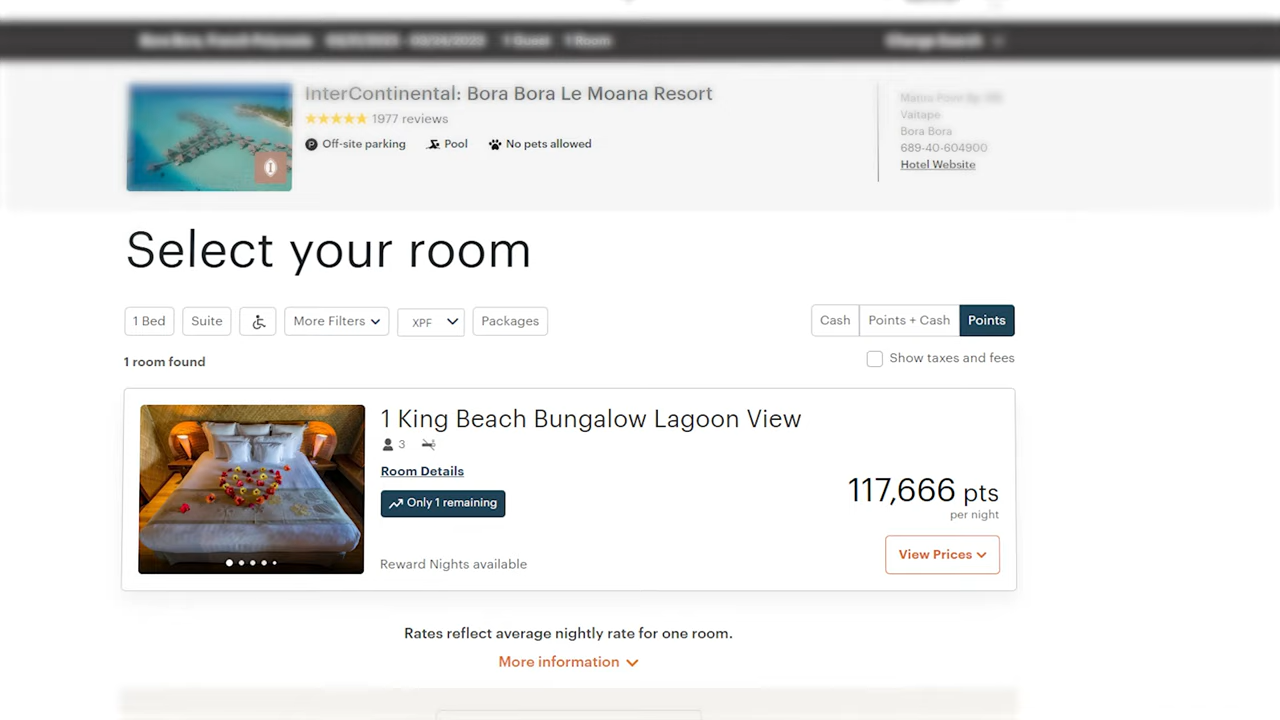 InterContinental: Bora Bora Le Moana Resort
1977 reviews
P Off-site parking Pool No pets allowed
Vaitape
Bora Bora
689-40-604900
Hotel Website
Select your room
1 Bed Suite More Filters XPF Packages
Cash Points + Cash Points
1 room found
Show taxes and fees
1 King Beach Bungalow Lagoon View
3
Room Details
Only 1 remaining
117,666 pts
per night
View Prices
Reward Nights available
Rates reflect average nightly rate for one room.
More information